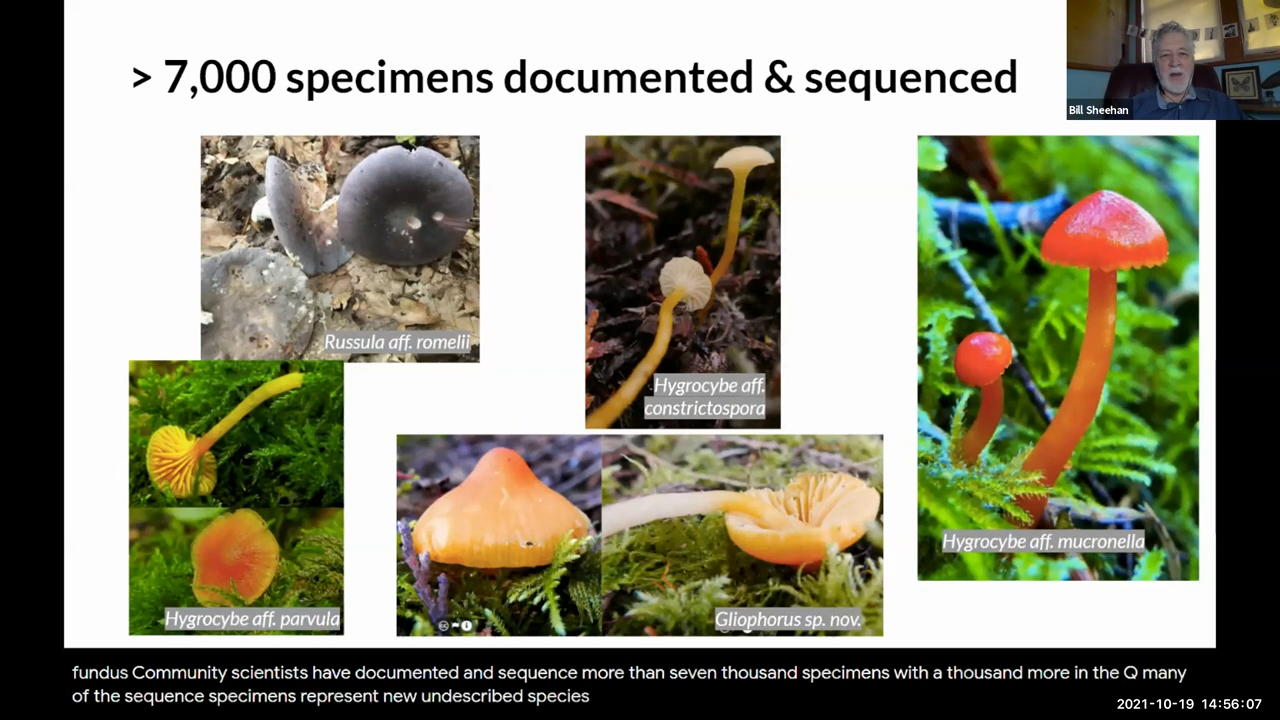 > 7,000 specimens documented & sequenced
Bill Sheehan
Russula aff. romelii
Hygrocybe aff.
constrictospora
Hygrocybe aff. mucronella
Hygrocybe aff. parvula
Gliophorus sp. nov.
fundus Community scientists have documented and sequence more than seven thousand specimens with a thousand more in the Q many
of the sequence specimens represent new undescribed species
2021-10-19 14:56:07